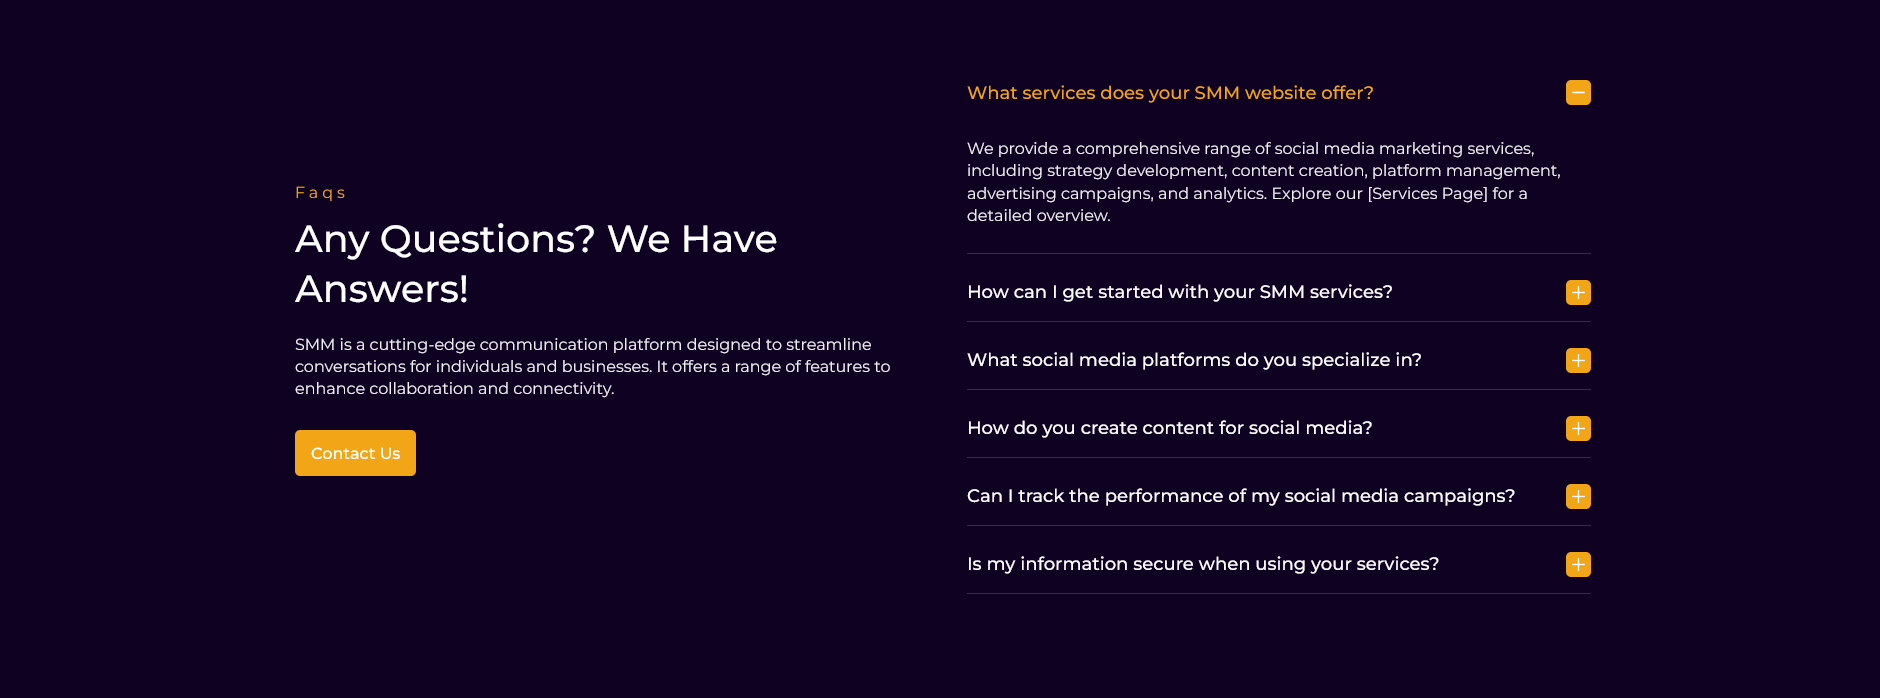 Faqs
Any Questions? We Have
Answers!
SMM is a cutting-edge communication platform designed to streamline
conversations for individuals and businesses. It offers a range of features to
enhance collaboration and connectivity.
Contact Us
What services does your SMM website offer?
We provide a comprehensive range of social media marketing services,
including strategy development, content creation, platform management,
advertising campaigns, and analytics. Explore our [Services Page] for a
detailed overview.
How can I get started with your SMM services?
What social media platforms do you specialize in?
How do you create content for social media?
Can I track the performance of my social media campaigns?
Is my information secure when using your services?